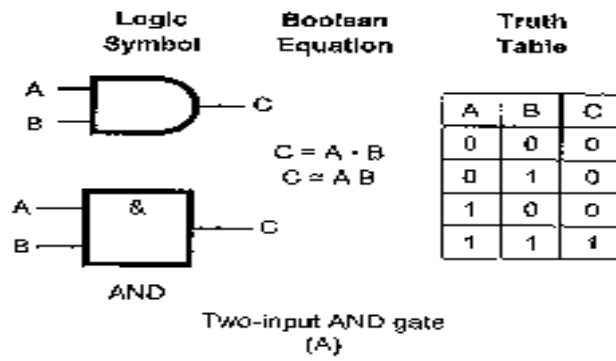 Logic Symbol
Boolean Equation
Truth Table
A
B
C
C = A · B
C = A B
A
B
&
C
AND
A B C
0 0 0
0 1 0
1 0 0
1 1 1
Two-input AND gate
(A)